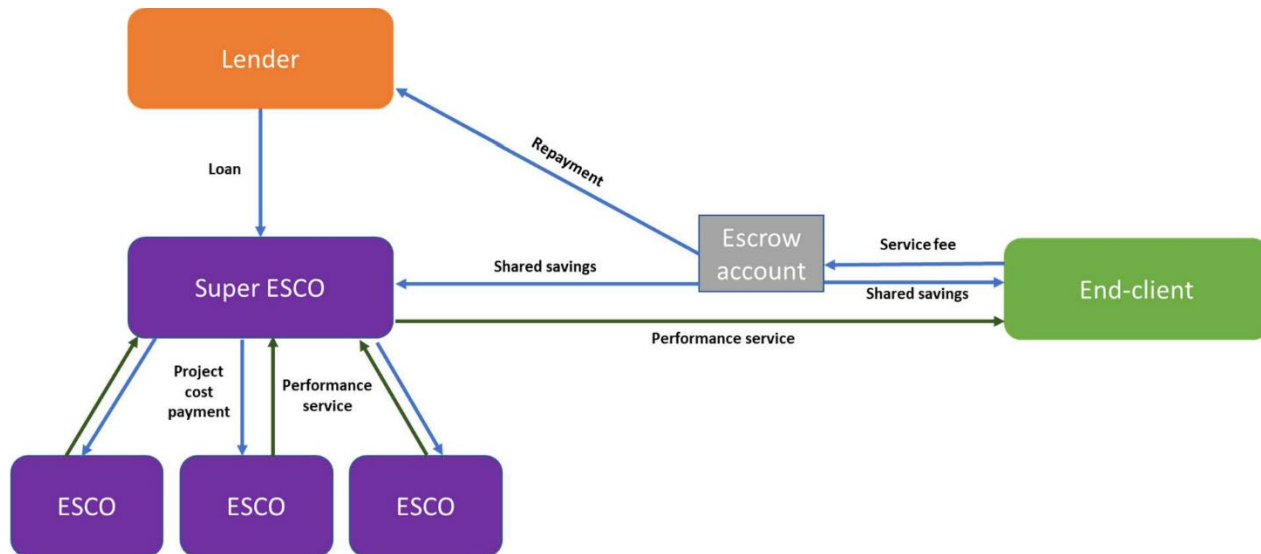 Lender
Loan
Repayment
Escrow
account
Service fee
Shared savings
Super ESCO
Shared savings
End-client
Performance service
Project
cost
payment
Performance
service
ESCO
ESCO
ESCO